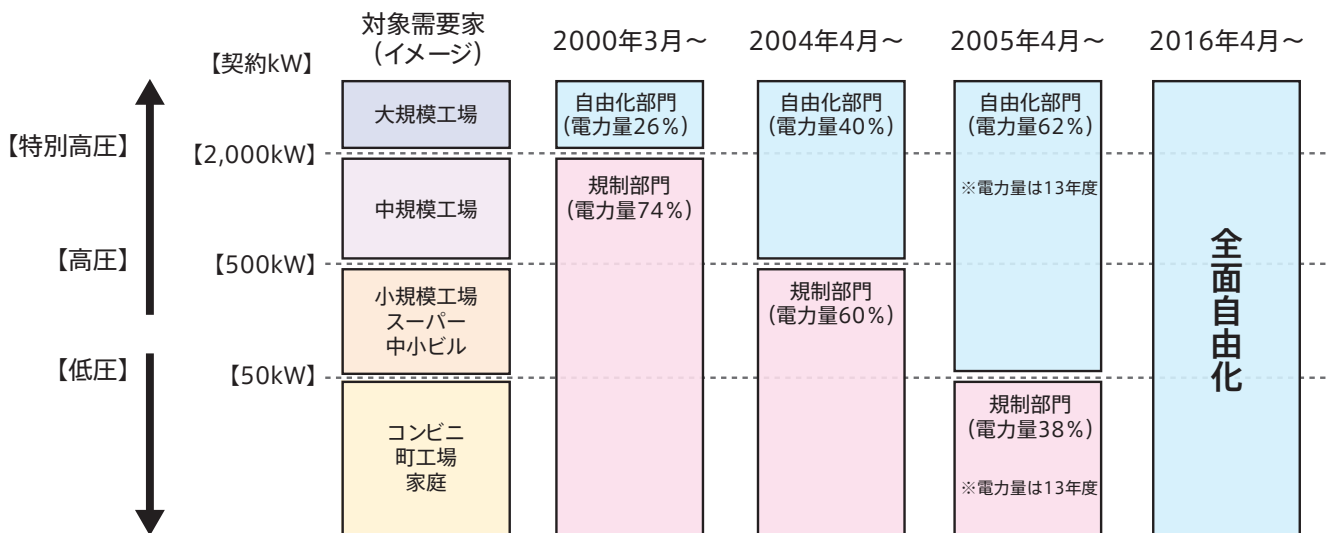 対象需要家
(イメージ)
2000年3月～
2004年4月～
2005年4月～
2016年4月～
【契約kW】
大規模工場
自由化部門
(電力量26%)
自由化部門
(電力量40%)
自由化部門
(電力量62%)
【特別高圧】
【2,000kW】
中規模工場
規制部門
(電力量74%)
※電力量は13年度
【高圧】
【500kW】
小規模工場
スーパー
中小ビル
規制部門
(電力量60%)
全面自由化
【低圧】
【50kW】
コンビニ
町工場
家庭
規制部門
(電力量38%)
※電力量は13年度